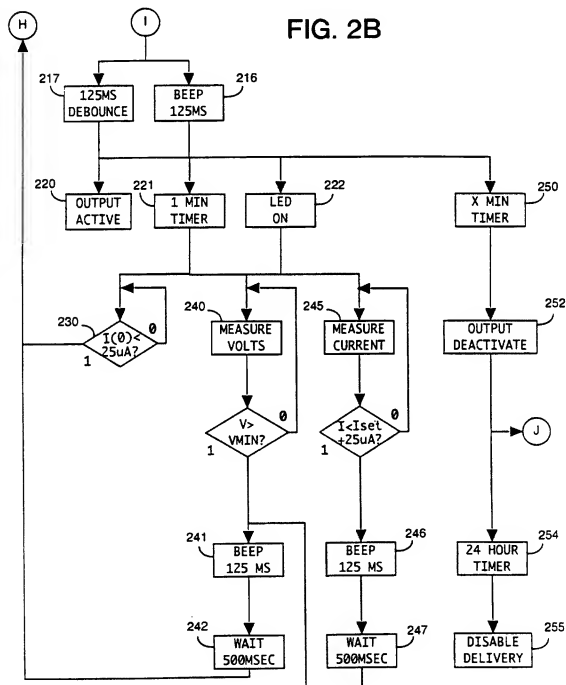 H
I
FIG. 2B
217
125MS
DEBOUNCE
216
BEEP
125MS
220
OUTPUT
ACTIVE
221
1 MIN
TIMER
222
LED
ON
250
X MIN
TIMER
230
I(0)<
25uA?
0
1
240
MEASURE
VOLTS
245
MEASURE
CURRENT
252
OUTPUT
DEACTIVATE
V>
VMIN?
0
1
I<Iset
+25uA?
0
1
J
241
BEEP
125 MS
246
BEEP
125 MS
254
24 HOUR
TIMER
242
WAIT
500MSEC
247
WAIT
500MSEC
255
DISABLE
DELIVERY